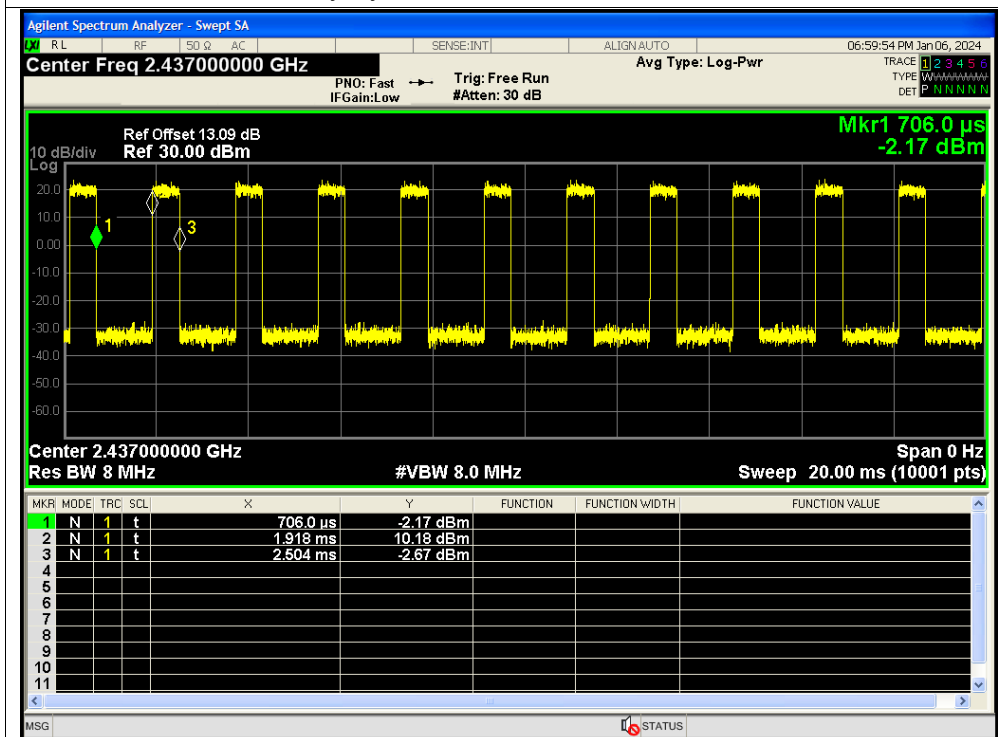 Agilent Spectrum Analyzer - Swept SA
LXI RL RF 50 Ω AC SENSE:INT ALIGN AUTO 06:59:54 PM Jan 06, 2024
Center Freq 2.437000000 GHz
PNO: Fast
IFGain:Low
Trig: Free Run
#Atten: 30 dB
Avg Type: Log-Pwr
TRACE 1 2 3 4 5 6
TYPE WWWWWW
DET P N N N N N
Mkr1 706.0 µs
-2.17 dBm
Ref Offset 13.09 dB
10 dB/div Ref 30.00 dBm
Log
20.0
10.0
0.00
-10.0
-20.0
-30.0
-40.0
-50.0
-60.0
1
2
3
Center 2.437000000 GHz Span 0 Hz
Res BW 8 MHz #VBW 8.0 MHz Sweep 20.00 ms (10001 pts)
MKR MODE TRC SCL X Y FUNCTION FUNCTION WIDTH FUNCTION VALUE
1 N 1 t 706.0 µs -2.17 dBm
2 N 1 t 1.918 ms 10.18 dBm
3 N 1 t 2.504 ms -2.67 dBm
4
5
6
7
8
9
10
11
MSG STATUS